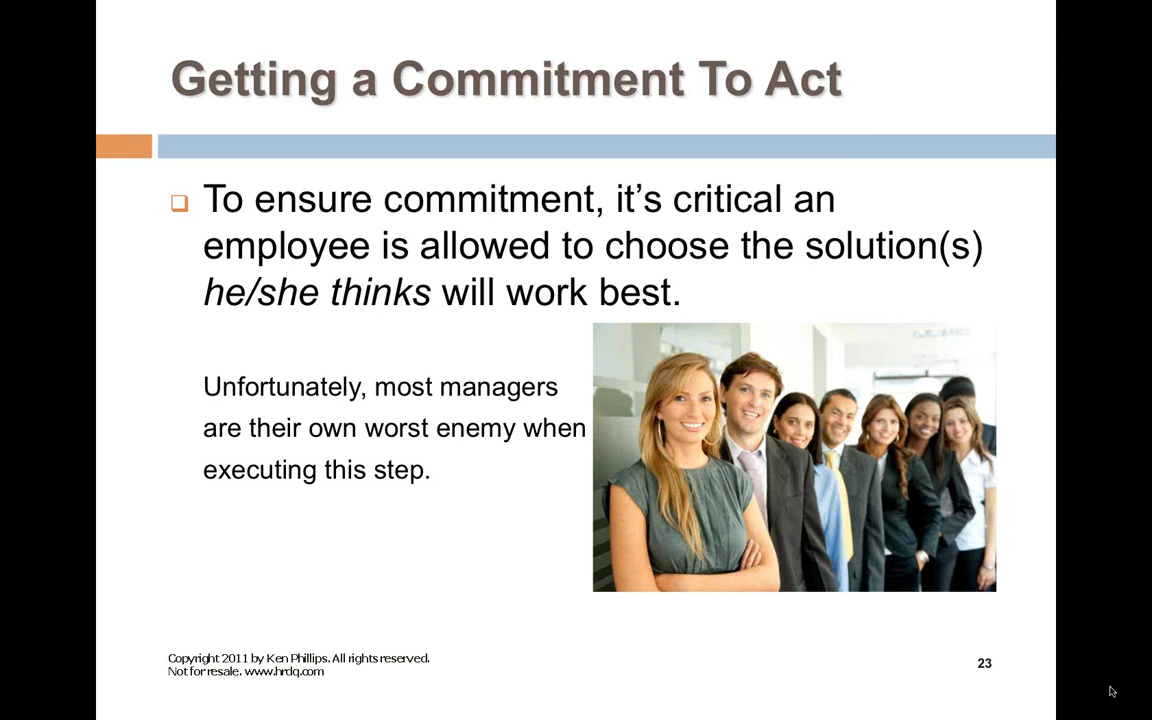 Getting a Commitment To Act
To ensure commitment, it’s critical an
employee is allowed to choose the solution(s)
he/she thinks will work best.
Unfortunately, most managers
are their own worst enemy when
executing this step.
Copyright 2011 by Ken Phillips. All rights reserved.
Not for resale. www.hrdq.com
23